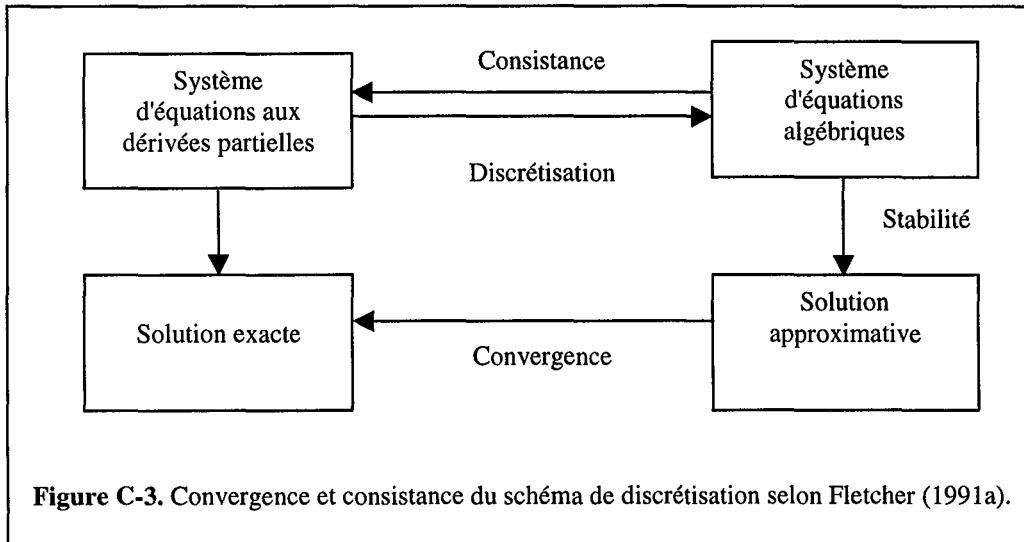 Système
d'équations aux
dérivées partielles
Consistance
Discrétisation
Système
d'équations
algébriques
Stabilité
Solution exacte
Convergence
Solution
approximative
Figure C-3. Convergence et consistance du schéma de discrétisation selon Fletcher (1991a).